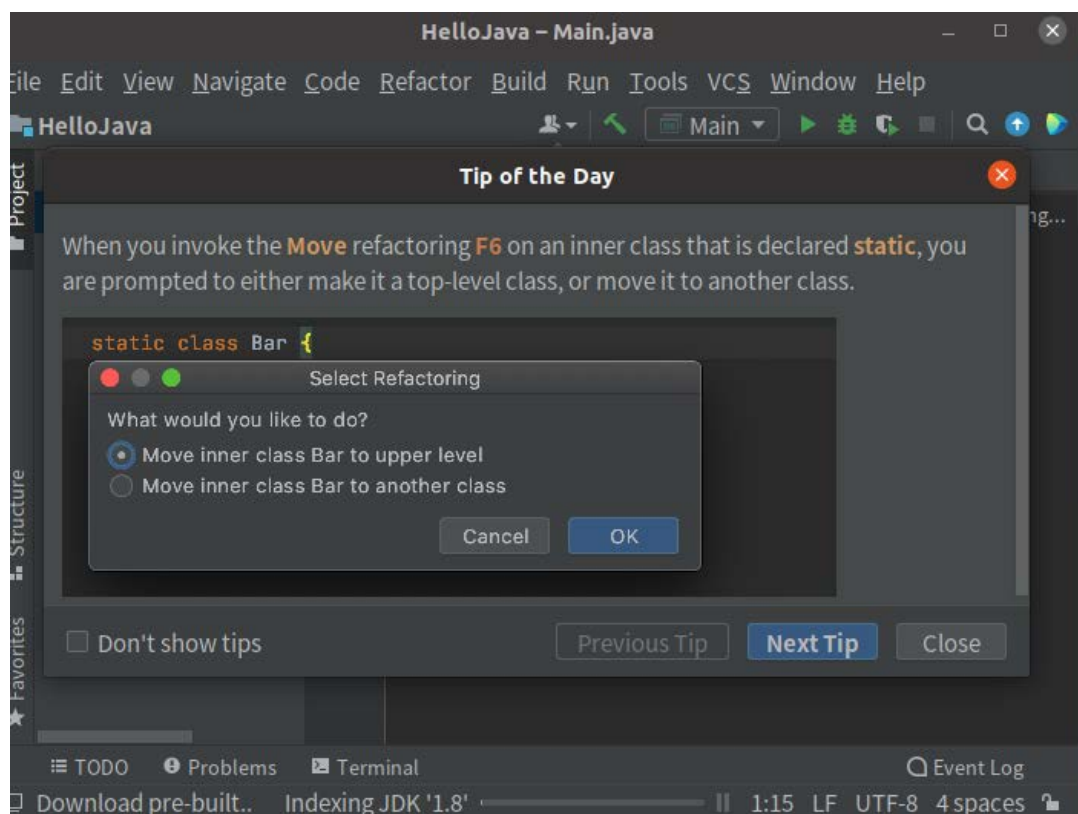 HelloJava – Main.java
File Edit View Navigate Code Refactor Build Run Tools VCS Window Help
HelloJava
Main
Project
Tip of the Day
ng...
When you invoke the Move refactoring F6 on an inner class that is declared static, you
are prompted to either make it a top-level class, or move it to another class.
static class Bar {
Select Refactoring
What would you like to do?
Move inner class Bar to upper level
Move inner class Bar to another class
Cancel OK
Structure
Don't show tips Previous Tip Next Tip Close
Favorites
TODO Problems Terminal Event Log
Download pre-built.. Indexing JDK '1.8' 1:15 LF UTF-8 4 spaces